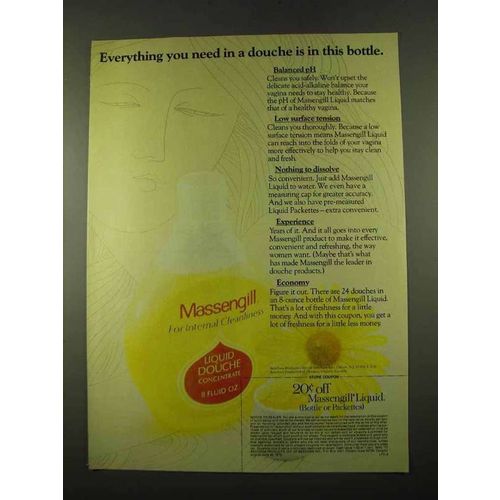 Everything you need in a douche is in this bottle.
Balanced pH
Cleans you safely. Won't upset the
delicate acid-alkaline balance your
vagina needs to stay healthy. Because
the pH of Massengill Liquid matches
that of a healthy vagina.
Low surface tension
Cleans you thoroughly. Because a low
surface tension means Massengill Liquid
can reach into the folds of your vagina
more effectively to help you stay clean
and fresh.
Nothing to dissolve
So convenient. Just add Massengill
Liquid to water. We even have a
measuring cap for greater accuracy.
And we also have pre-measured
Liquid Packettes – extra convenient.
Experience
Years of it. And it all goes into every
Massengill product to make it effective,
convenient and refreshing, the way
women want. (Maybe that's what
has made Massengill the leader in
douche products.)
Economy
Figure it out. There are 24 douches in
an 8-ounce bottle of Massengill Liquid.
That's a lot of freshness for a little
money. And with this coupon, you get a
lot of freshness for a little less money.
Massengill
For Internal Cleanliness
LIQUID
DOUCHE
CONCENTRATE
8 FLUID OZ
STORE COUPON
20¢ off
Massengill® Liquid.
(Bottle or Packettes)